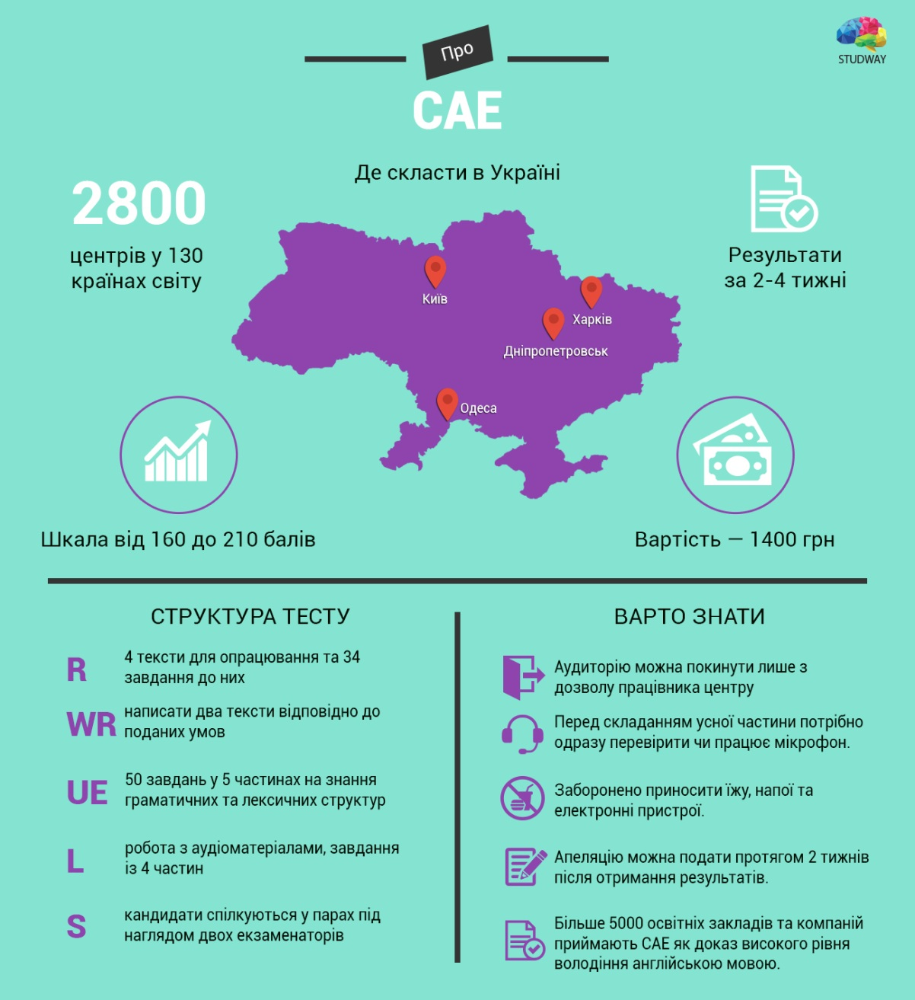 Про
STUDWAY
CAE
Де скласти в Україні
2800
центрів у 130
країнах світу
Результати
за 2-4 тижні
Київ
Харків
Дніпропетровськ
Одеса
Шкала від 160 до 210 балів
Вартість — 1400 грн
СТРУКТУРА ТЕСТУ
R
4 тексти для опрацювання та 34
завдання до них
WR
написати два тексти відповідно до
поданих умов
UE
50 завдань у 5 частинах на знання
граматичних та лексичних структур
L
робота з аудіоматеріалами, завдання
із 4 частин
S
кандидати спілкуються у парах під
наглядом двох екзаменаторів
ВАРТО ЗНАТИ
Аудиторію можна покинути лише з
дозволу працівника центру
Перед складанням усної частини потрібно
одразу перевірити чи працює мікрофон.
Заборонено приносити їжу, напої та
електронні пристрої.
Апеляцію можна подати протягом 2 тижнів
після отримання результатів.
Більше 5000 освітніх закладів та компаній
приймають CAE як доказ високого рівня
володіння англійською мовою.